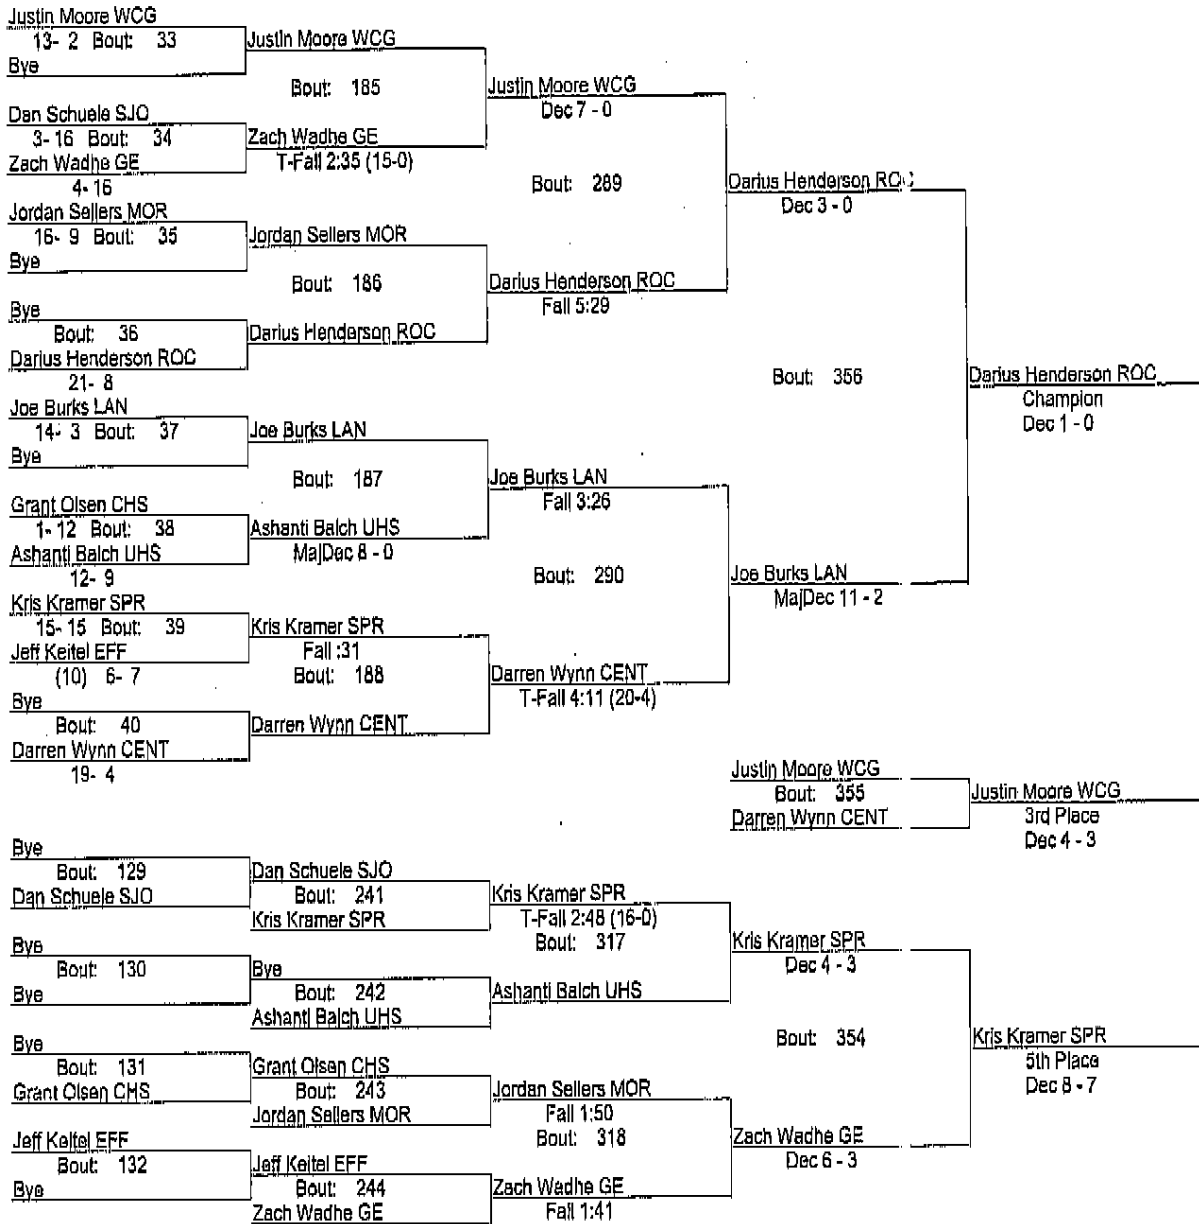 Justin Moore WCG
13- 2 Bout: 33
Bye
Dan Schuele SJO
3- 16 Bout: 34
Zach Wadhe GE
4- 16
Jordan Sellers MOR
16- 9 Bout: 35
Bye
Bye
Bout: 36
Darius Henderson ROC
21- 8
Joe Burks LAN
14- 3 Bout: 37
Bye
Grant Olsen CHS
1- 12 Bout: 38
Ashanti Balch UHS
12- 9
Kris Kramer SPR
15- 15 Bout: 39
Jeff Keitel EFF
(10) 6- 7
Bye
Bout: 40
Darren Wynn CENT
19- 4
Justin Moore WCG
Bout: 185
Zach Wadhe GE
T-Fall 2:35 (15-0)
Jordan Sellers MOR
Bout: 186
Darius Henderson ROC
Joe Burks LAN
Bout: 187
Ashanti Balch UHS
MajDec 8 - 0
Kris Kramer SPR
Fall :31
Bout: 188
Darren Wynn CENT
Justin Moore WCG
Dec 7 - 0
Bout: 289
Darius Henderson ROC
Fall 5:29
Joe Burks LAN
Fall 3:26
Bout: 290
Darren Wynn CENT
T-Fall 4:11 (20-4)
Darius Henderson ROC
Dec 3 - 0
Bout: 356
Joe Burks LAN
MajDec 11 - 2
Darius Henderson ROC
Champion
Dec 1 - 0
Justin Moore WCG
Bout: 355
Darren Wynn CENT
Justin Moore WCG
3rd Place
Dec 4 - 3
Bye
Bout: 129
Dan Schuele SJO
Bye
Bout: 130
Bye
Bye
Bout: 131
Grant Olsen CHS
Jeff Keitel EFF
Bout: 132
Bye
Dan Schuele SJO
Bout: 241
Kris Kramer SPR
Bye
Bout: 242
Ashanti Balch UHS
Grant Olsen CHS
Bout: 243
Jordan Sellers MOR
Jeff Keitel EFF
Bout: 244
Zach Wadhe GE
Kris Kramer SPR
T-Fall 2:48 (16-0)
Bout: 317
Ashanti Balch UHS
Jordan Sellers MOR
Fall 1:50
Bout: 318
Zach Wadhe GE
Fall 1:41
Kris Kramer SPR
Dec 4 - 3
Bout: 354
Zach Wadhe GE
Dec 6 - 3
Kris Kramer SPR
5th Place
Dec 8 - 7